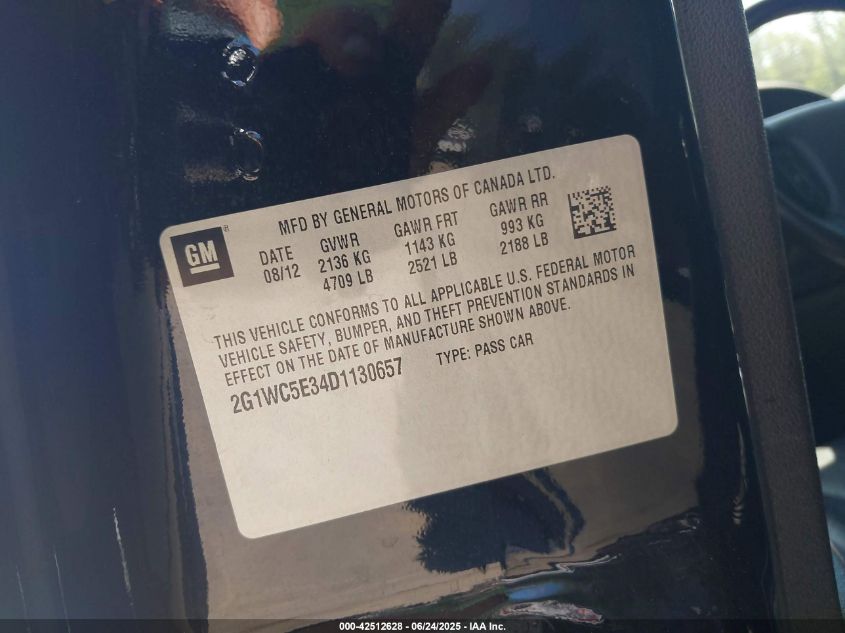 MFD BY GENERAL MOTORS OF CANADA LTD.
GM
DATE GVWR GAWR FRT GAWR RR
08/12 2136 KG 1143 KG 993 KG
4709 LB 2521 LB 2188 LB
THIS VEHICLE CONFORMS TO ALL APPLICABLE U.S. FEDERAL MOTOR
VEHICLE SAFETY, BUMPER, AND THEFT PREVENTION STANDARDS IN
EFFECT ON THE DATE OF MANUFACTURE SHOWN ABOVE.
2G1WC5E34D1130657 TYPE: PASS CAR
000-42512628 - 06/24/2025 - IAA Inc.